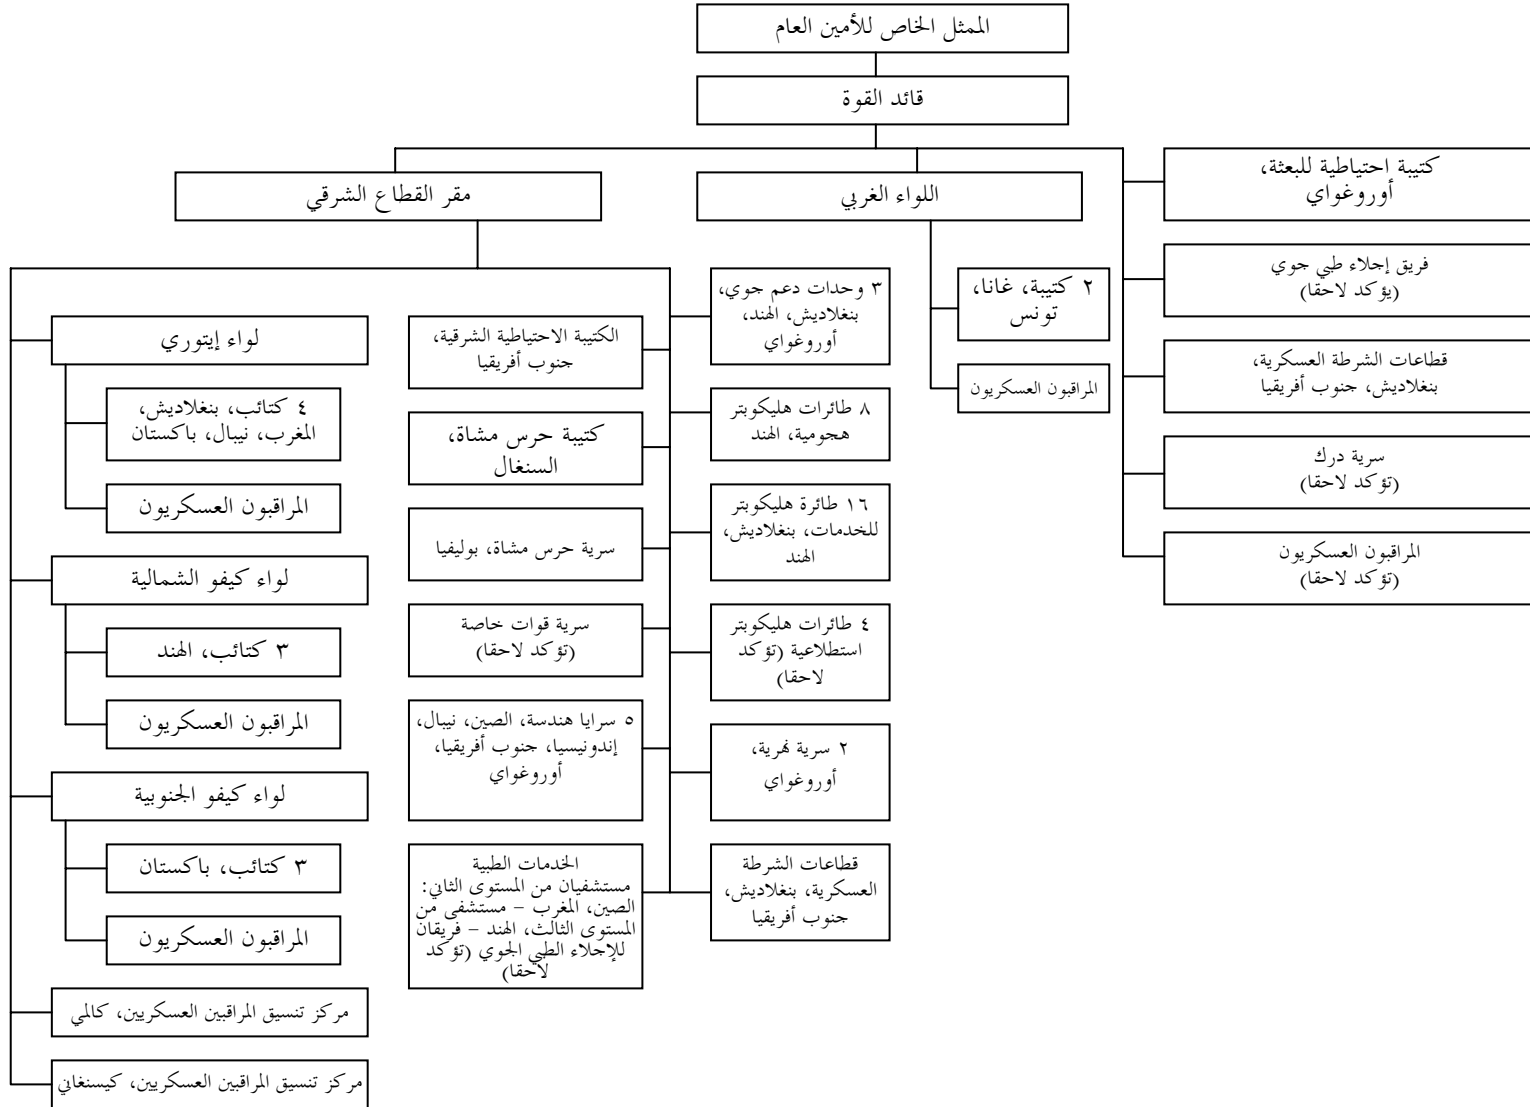 الممثل الخاص للأمين العام
قائد القوة
كتيبة احتياطية للبعثة،
أوروغواي
فريق إجلاء طبي جوي
(يؤكد لاحقا)
قطاعات الشرطة العسكرية،
بنغلاديش، جنوب أفريقيا
سرية درك
(تؤكد لاحقا)
المراقبون العسكريون
(تؤكد لاحقا)
اللواء الغربي
٢ كتيبة، غانا،
تونس
المراقبون العسكريون
مقر القطاع الشرقي
٣ وحدات دعم جوي،
بنغلاديش، الهند،
أوروغواي
٨ طائرات هليكوبتر
هجومية، الهند
١٦ طائرة هليكوبتر
للخدمات، بنغلاديش،
الهند
٤ طائرات هليكوبتر
استطلاعية (تؤكد
لاحقا)
٢ سرية نهرية،
أوروغواي
قطاعات الشرطة
العسكرية، بنغلاديش،
جنوب أفريقيا
الكتيبة الاحتياطية الشرقية،
جنوب أفريقيا
كتيبة حرس مشاة،
السنغال
سرية حرس مشاة، بوليفيا
سرية قوات خاصة
(تؤكد لاحقا)
٥ سرايا هندسة، الصين، نيبال،
إندونيسيا، جنوب أفريقيا،
أوروغواي
الخدمات الطبية
مستشفيان من المستوى الثاني:
الصين، المغرب – مستشفى من
المستوى الثالث، الهند – فريقان
للإجلاء الطبي الجوي (تؤكد
لاحقا)
لواء إيتوري
٤ كتائب، بنغلاديش،
المغرب، نيبال، باكستان
المراقبون العسكريون
لواء كيفو الشمالية
٣ كتائب، الهند
المراقبون العسكريون
لواء كيفو الجنوبية
٣ كتائب، باكستان
المراقبون العسكريون
مركز تنسيق المراقبين العسكريين، كالمي
مركز تنسيق المراقبين العسكريين، كيسنغاني